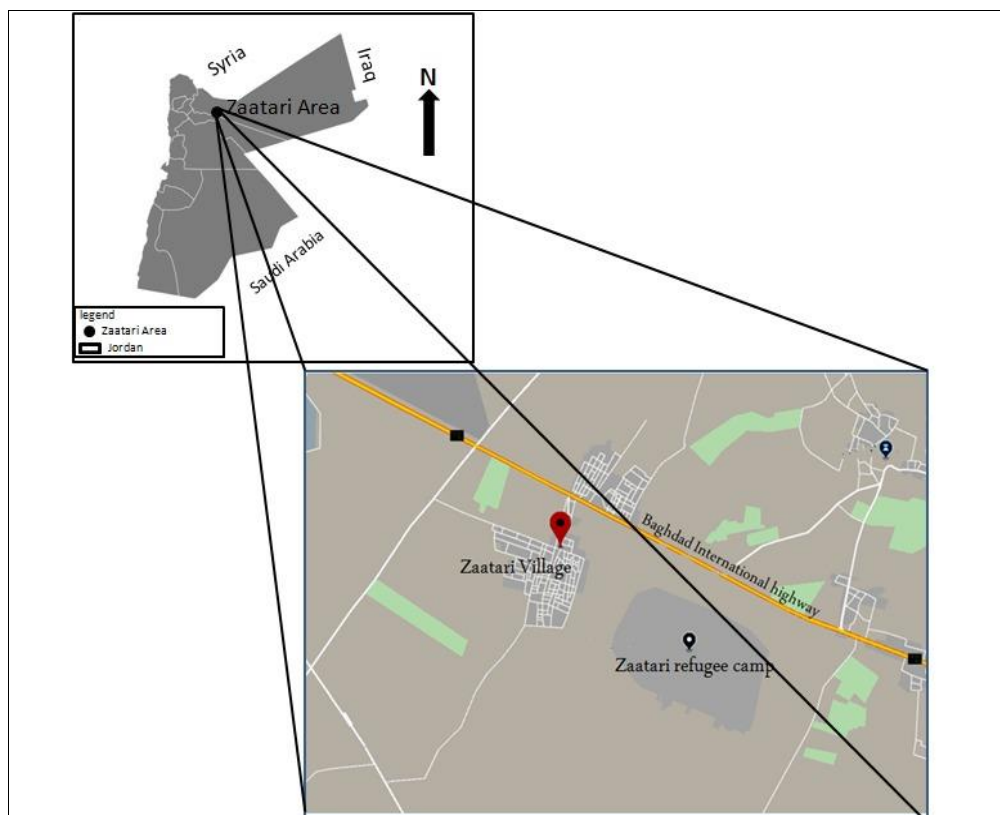 Syria
Iraq
N
Zaatari Area
Saudi Arabia
legend
Zaatari Area
Jordan
Baghdad International highway
Zaatari Village
Zaatari refugee camp